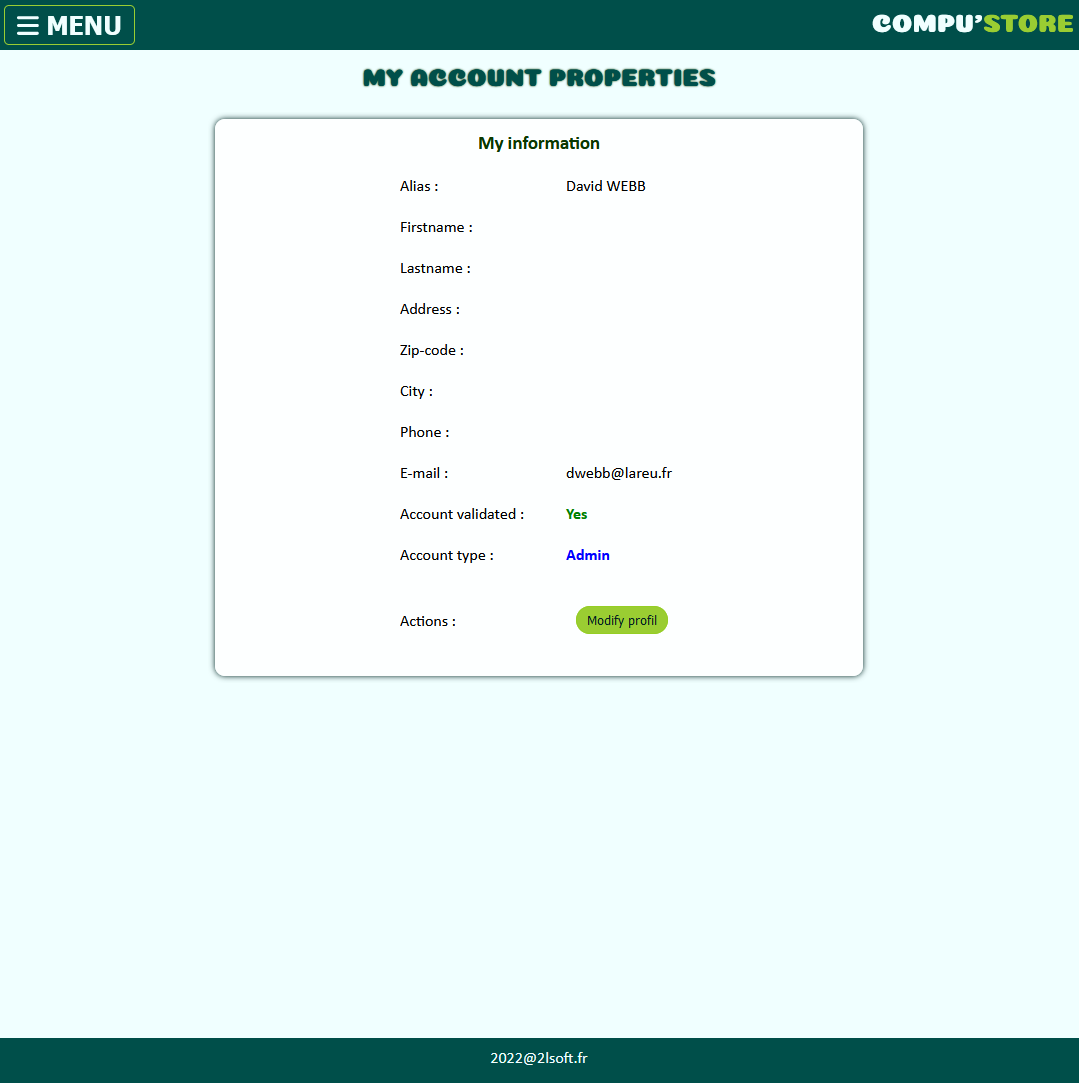 ☰ MENU COMPU'STORE
MY ACCOUNT PROPERTIES
My information
Alias : David WEBB
Firstname :
Lastname :
Address :
Zip-code :
City :
Phone :
E-mail : dwebb@lareu.fr
Account validated : Yes
Account type : Admin
Actions : Modify profil
2022@2lsoft.fr